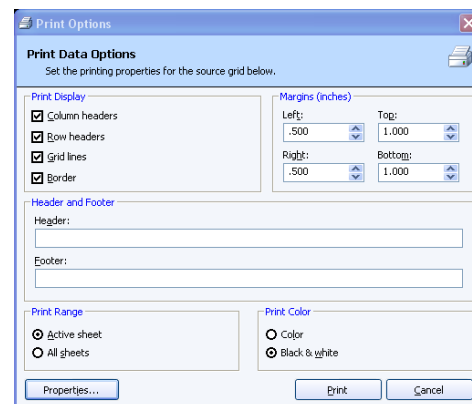 Print Options
Print Data Options
Set the printing properties for the source grid below.
Print Display
Column headers
Row headers
Grid lines
Border
Margins (inches)
Left:
Top:
.500
1.000
Right:
Bottom:
.500
1.000
Header and Footer
Header:
Footer:
Print Range
Active sheet
All sheets
Print Color
Color
Black & white
Properties...
Print
Cancel